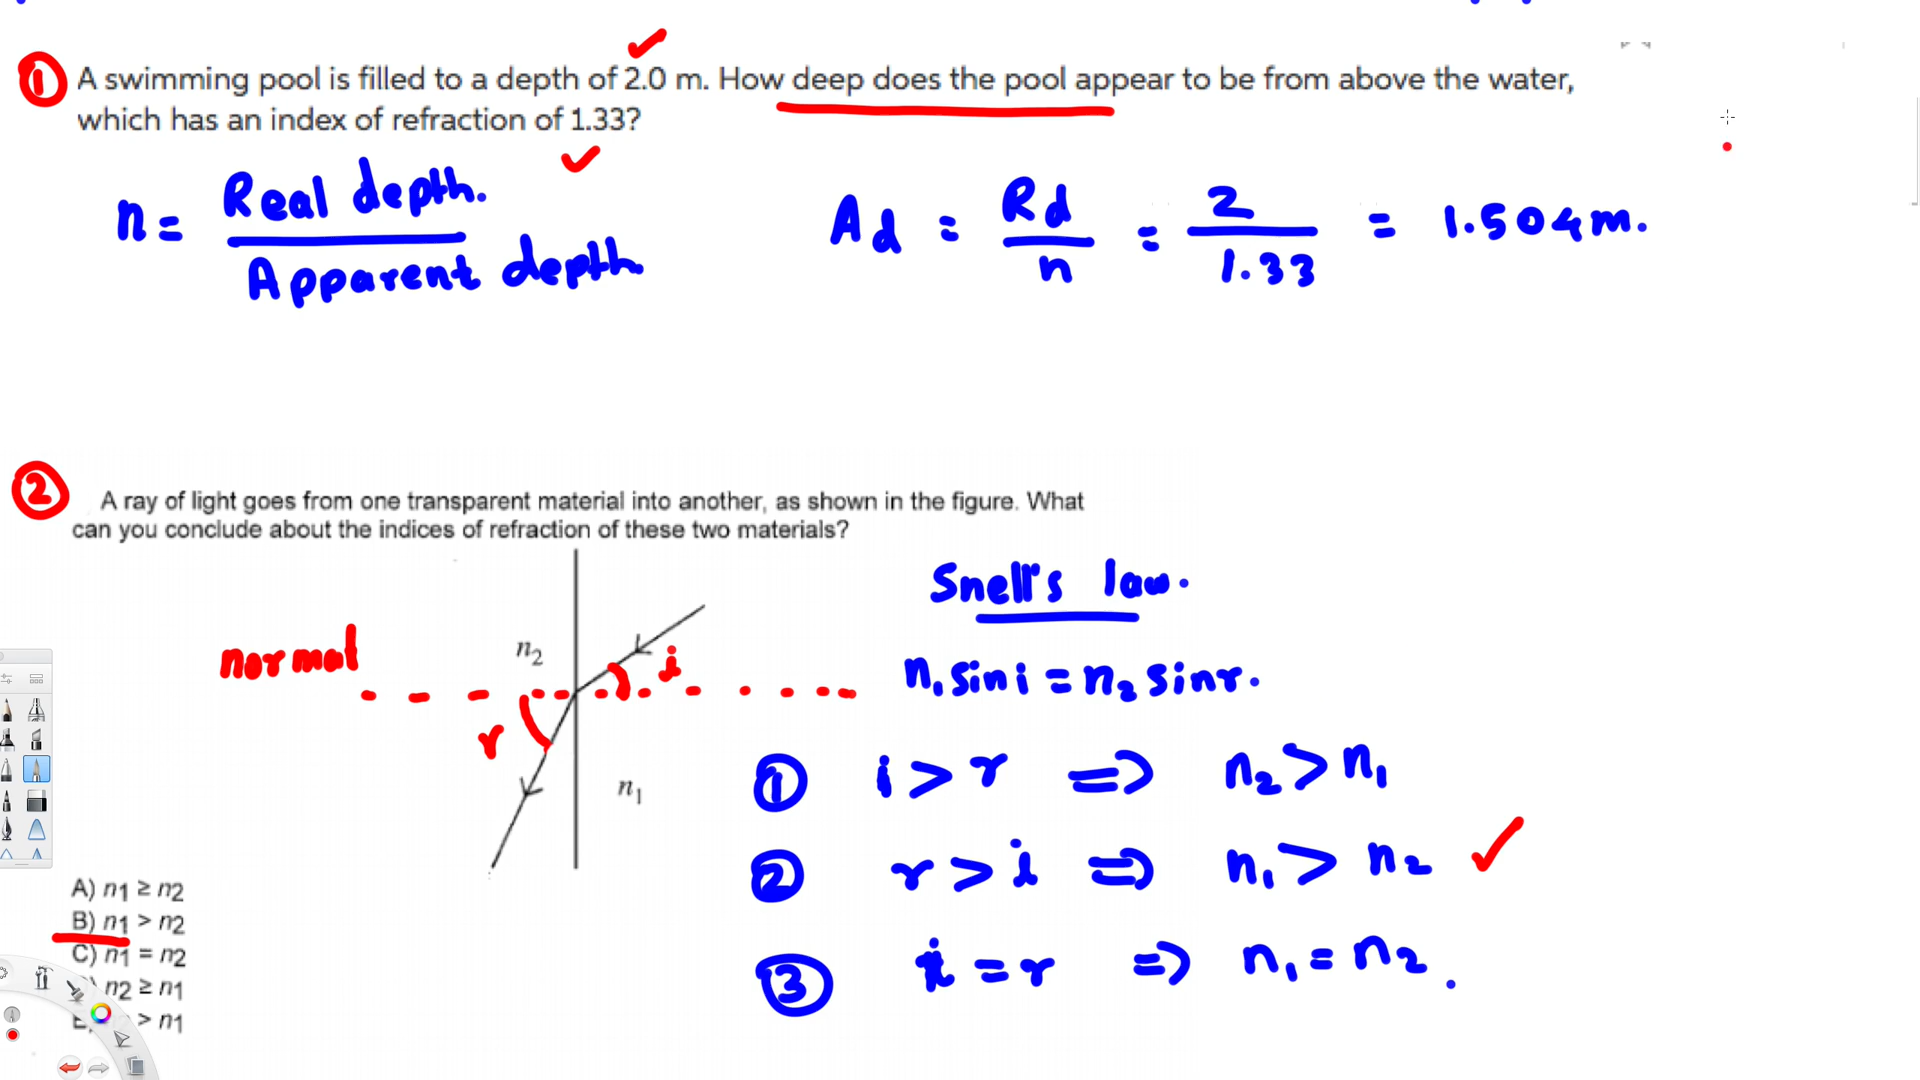 ① A swimming pool is filled to a depth of 2.0 m. How deep does the pool appear to be from above the water,
which has an index of refraction of 1.33?
n = Real depth. / Apparent depth
Ad = Rd / n = 2 / 1.33 = 1.504m.
② A ray of light goes from one transparent material into another, as shown in the figure. What
can you conclude about the indices of refraction of these two materials?
Snell's law.
n2
i
normal
n₁ sin i = n₂ sin r.
r
n1
① i > r ⇒ n₂ > n₁
② r > i ⇒ n₁ > n₂
③ i = r ⇒ n₁ = n₂.
A) n1 ≥ n2
B) n1 > n2
C) n1 = n2
n2 ≥ n1
> n1